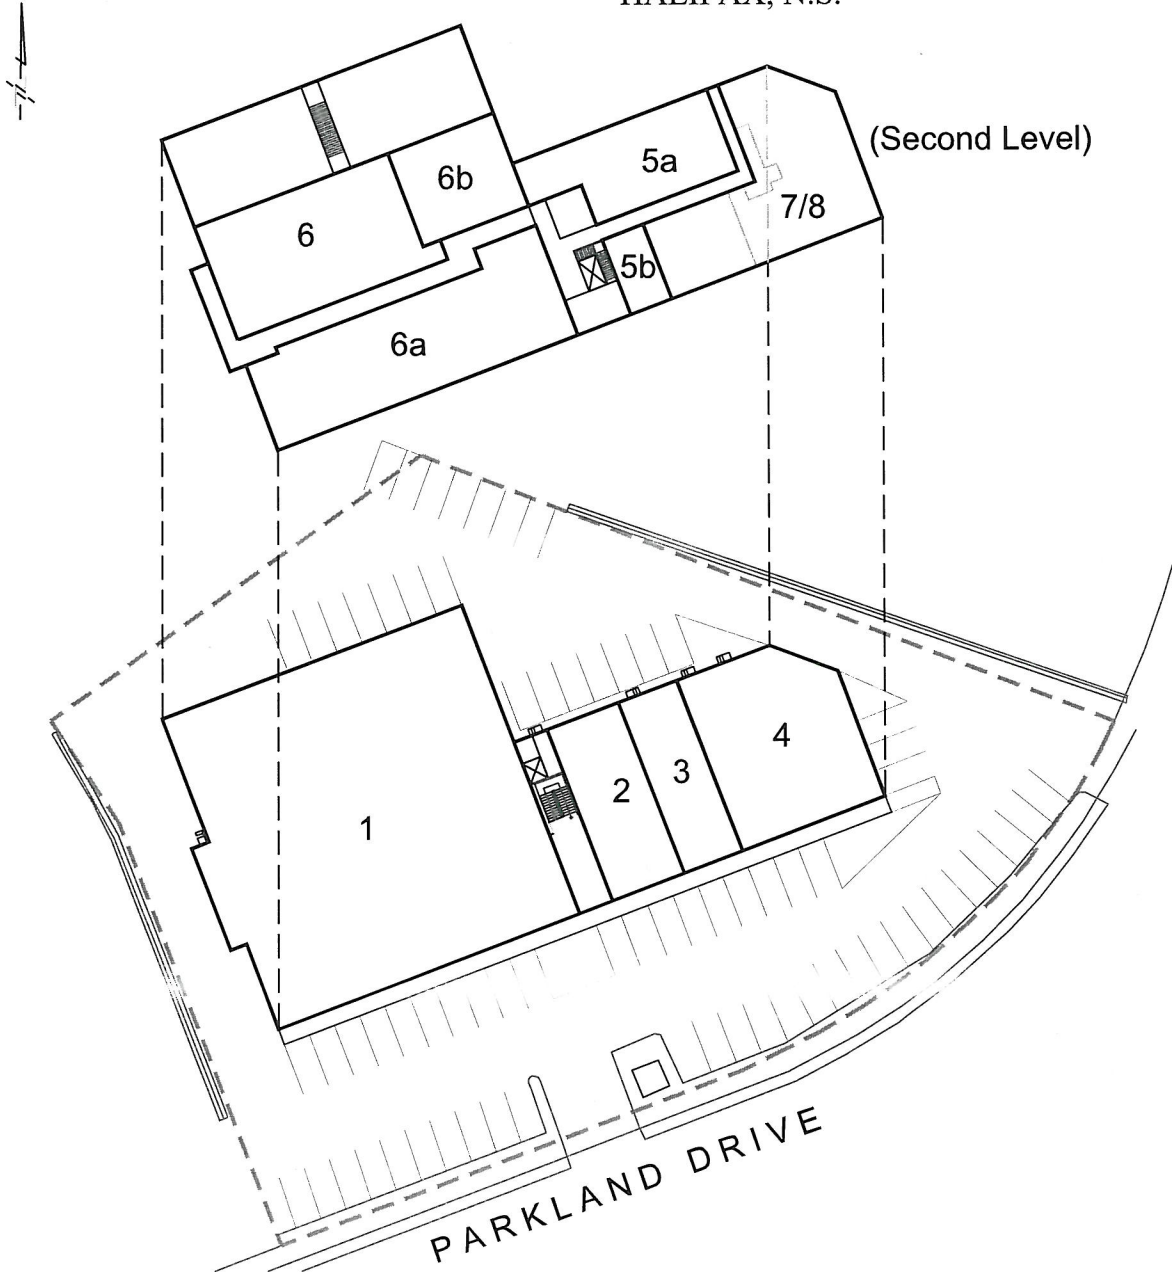 HALIFAX, N.S.
(Second Level)
5a
6b
7/8
6
5b
6a
4
3
2
1
PARKLAND DRIVE